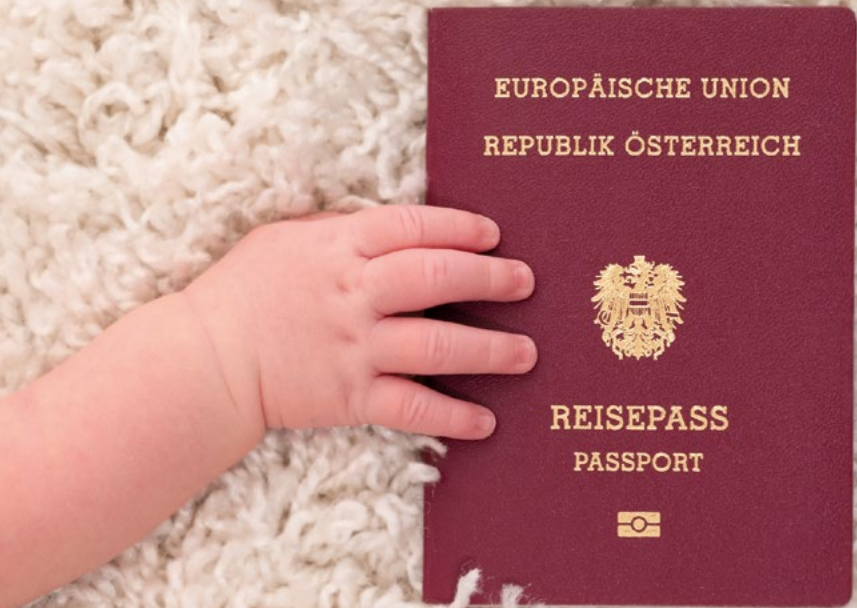 EUROPÄISCHE UNION
REPUBLIK ÖSTERREICH
REISEPASS
PASSPORT